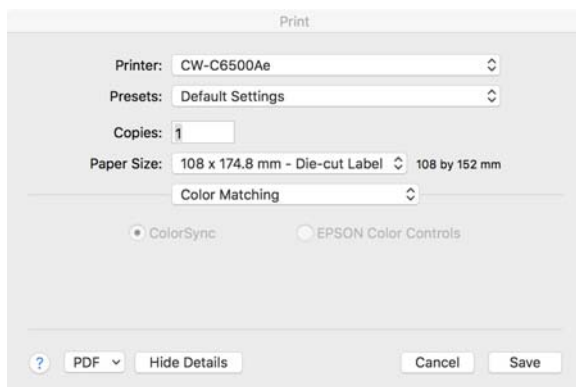 Print
Printer: CW-C6500Ae
Presets: Default Settings
Copies: 1
Paper Size: 108 x 174.8 mm - Die-cut Label 108 by 152 mm
Color Matching
ColorSync EPSON Color Controls
? PDF Hide Details Cancel Save